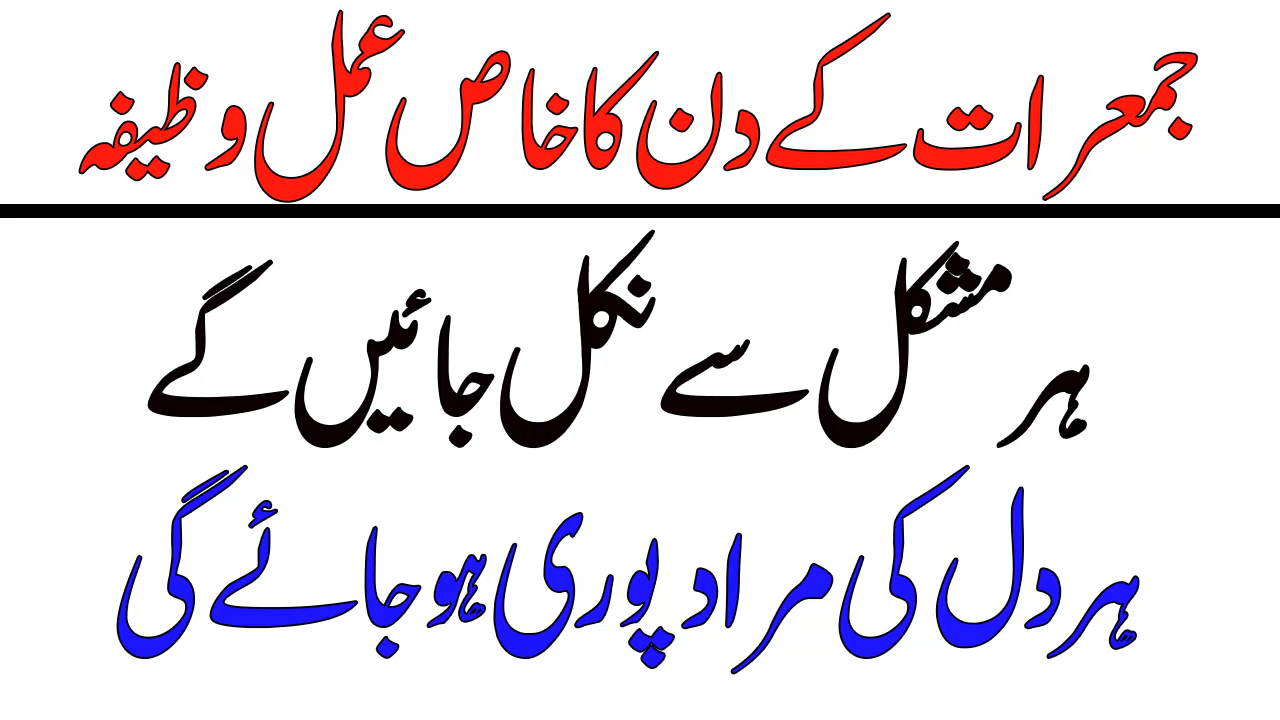 جمعرات کے دن کا خاص عمل و ظیفہ
ہر مشکل سے نکل جائیں گے
ہر دل کی مراد پوری ہو جائے گی